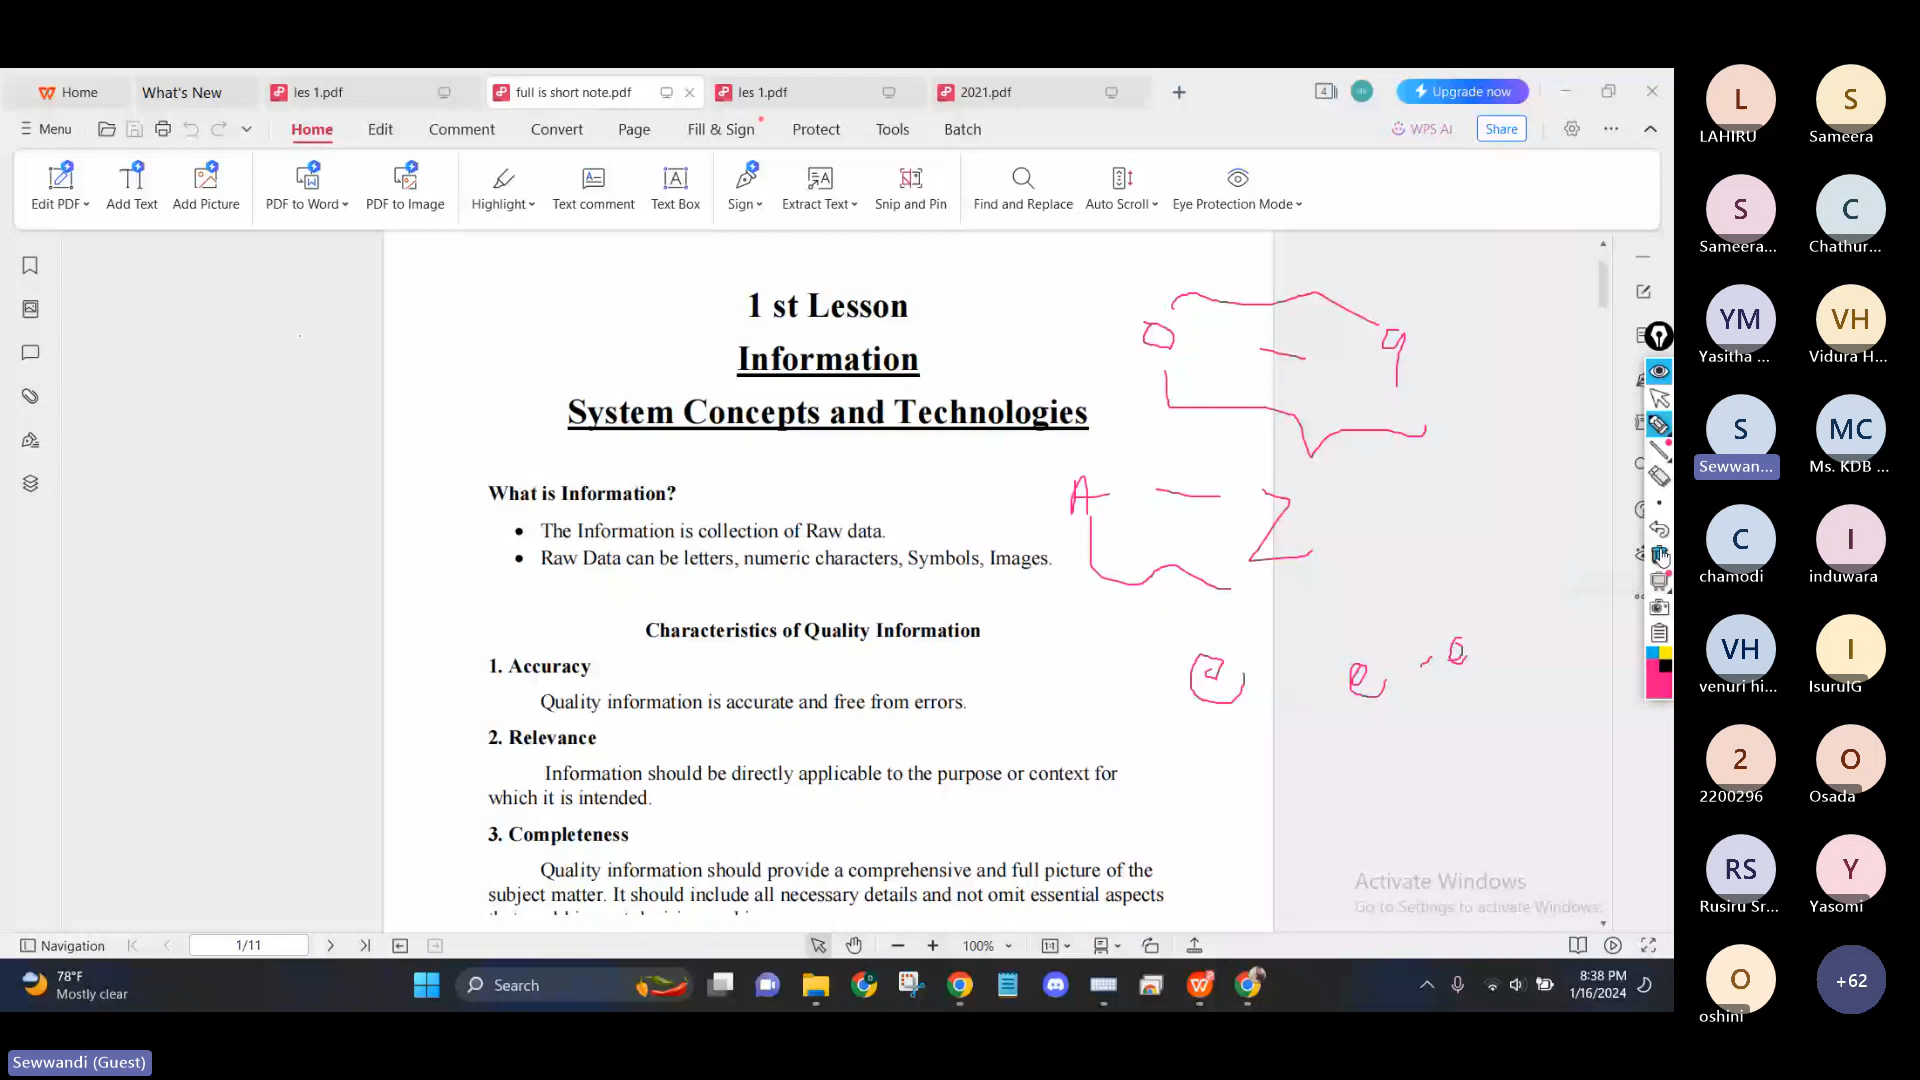 Home
What's New
les 1.pdf
full is short note.pdf
les 1.pdf
2021.pdf
4
ds
Upgrade now
Menu
Home
Edit
Comment
Convert
Page
Fill & Sign
Protect
Tools
Batch
WPS AI
Share
Edit PDF
Add Text
Add Picture
PDF to Word
PDF to Image
Highlight
Text comment
Text Box
Sign
Extract Text
Snip and Pin
Find and Replace
Auto Scroll
Eye Protection Mode
1 st Lesson
Information
System Concepts and Technologies
0 — 9
What is Information?
• The Information is collection of Raw data.
• Raw Data can be letters, numeric characters, Symbols, Images.
A — Z
Characteristics of Quality Information
1. Accuracy
Quality information is accurate and free from errors.
2. Relevance
Information should be directly applicable to the purpose or context for
which it is intended.
3. Completeness
Quality information should provide a comprehensive and full picture of the
subject matter. It should include all necessary details and not omit essential aspects
Activate Windows
Go to Settings to activate Windows.
Navigation
1/11
100%
78°F
Mostly clear
Search
8:38 PM
1/16/2024
Sewwandi (Guest)
L
LAHIRU
S
Sameera
S
Sameera...
C
Chathur...
YM
Yasitha ...
VH
Vidura H...
S
Sewwan...
MC
Ms. KDB ...
C
chamodi
I
induwara
VH
venuri hi...
I
IsuruIG
2
2200296
O
Osada
RS
Rusiru Sr...
Y
Yasomi
O
oshini
+62